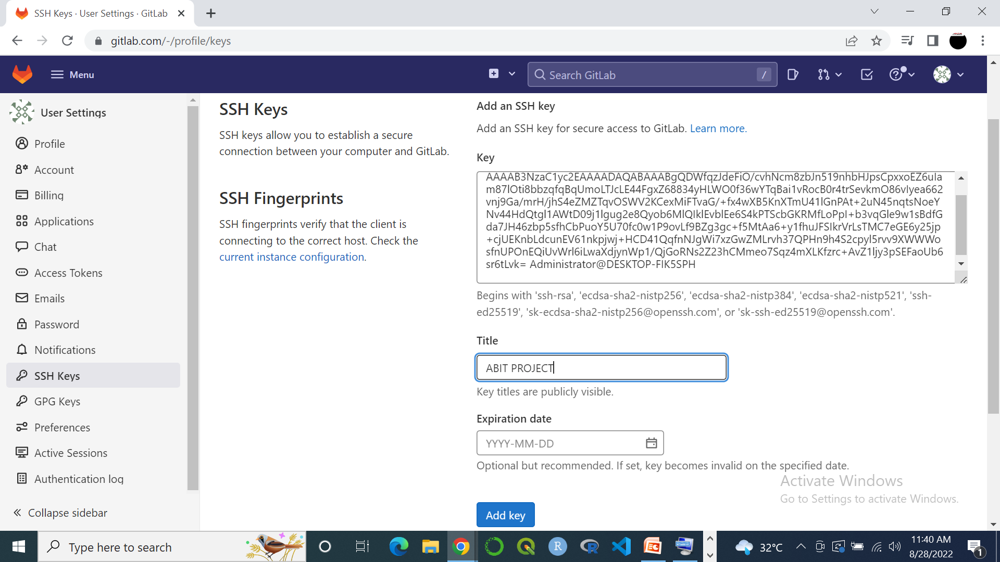 SSH Keys · User Settings · GitLab
gitlab.com/-/profile/keys
Menu
Search GitLab
/
User Settings
Profile
Account
Billing
Applications
Chat
Access Tokens
Emails
Password
Notifications
SSH Keys
GPG Keys
Preferences
Active Sessions
Authentication log
Collapse sidebar
SSH Keys
SSH keys allow you to establish a secure
connection between your computer and GitLab.
SSH Fingerprints
SSH fingerprints verify that the client is
connecting to the correct host. Check the
current instance configuration.
Add an SSH key
Add an SSH key for secure access to GitLab. Learn more.
Key
AAAAB3NzaC1yc2EAAAADAQABAAABgQDWfqzJdeFiO/cvhNcm8zbJn519nhbHJpsCpxxoEZ6uIa
m87lOti8bbzqfqBqUmoLTJcLE44FgxZ68834yHLWO0f36wYTqBai1vRocB0r4trSevkmO86vIyea662
vnj9Ga/mrH/jhS4eZMZTqvOSWV2KCexMiFTvaG/+fx4wXB5KnXTmU41lGnPAt+2uN45nqtsNoeY
Nv44HdQtgl1AWtD09j1lgug2e8Qyob6MlQIklEvblEe6S4kPTScbGKRMfLoPpI+b3vqGle9w1sBdfG
da7JH46zbp5sfhCbPuoY5U70fc0w1P9ovLf9BZg3gc+f5MtAa6+y1fhuJFSIkrVrLsTMC7eGE6y25jp
+cjUEKnbLdcunEV61nkpjwj+HCD41QqfnNJgWi7xzGwZMLrvh37QPHn9h4S2cpyl5rvv9XWWWo
sfnUPOnEQiUvWrl6iLwaXdjynWp1/QjGoRNs2Z23hCMmeo7Sqz4mXLKfzrc+AvZ1ljy3pSEFaoUb6
sr6tLvk= Administrator@DESKTOP-FIK5SPH
Begins with 'ssh-rsa', 'ecdsa-sha2-nistp256', 'ecdsa-sha2-nistp384', 'ecdsa-sha2-nistp521', 'ssh-
ed25519', 'sk-ecdsa-sha2-nistp256@openssh.com', or 'sk-ssh-ed25519@openssh.com'.
Title
ABIT PROJECT
Key titles are publicly visible.
Expiration date
YYYY-MM-DD
Optional but recommended. If set, key becomes invalid on the specified date.
Add key
Activate Windows
Go to Settings to activate Windows.
Type here to search
32°C
11:40 AM
8/28/2022
1